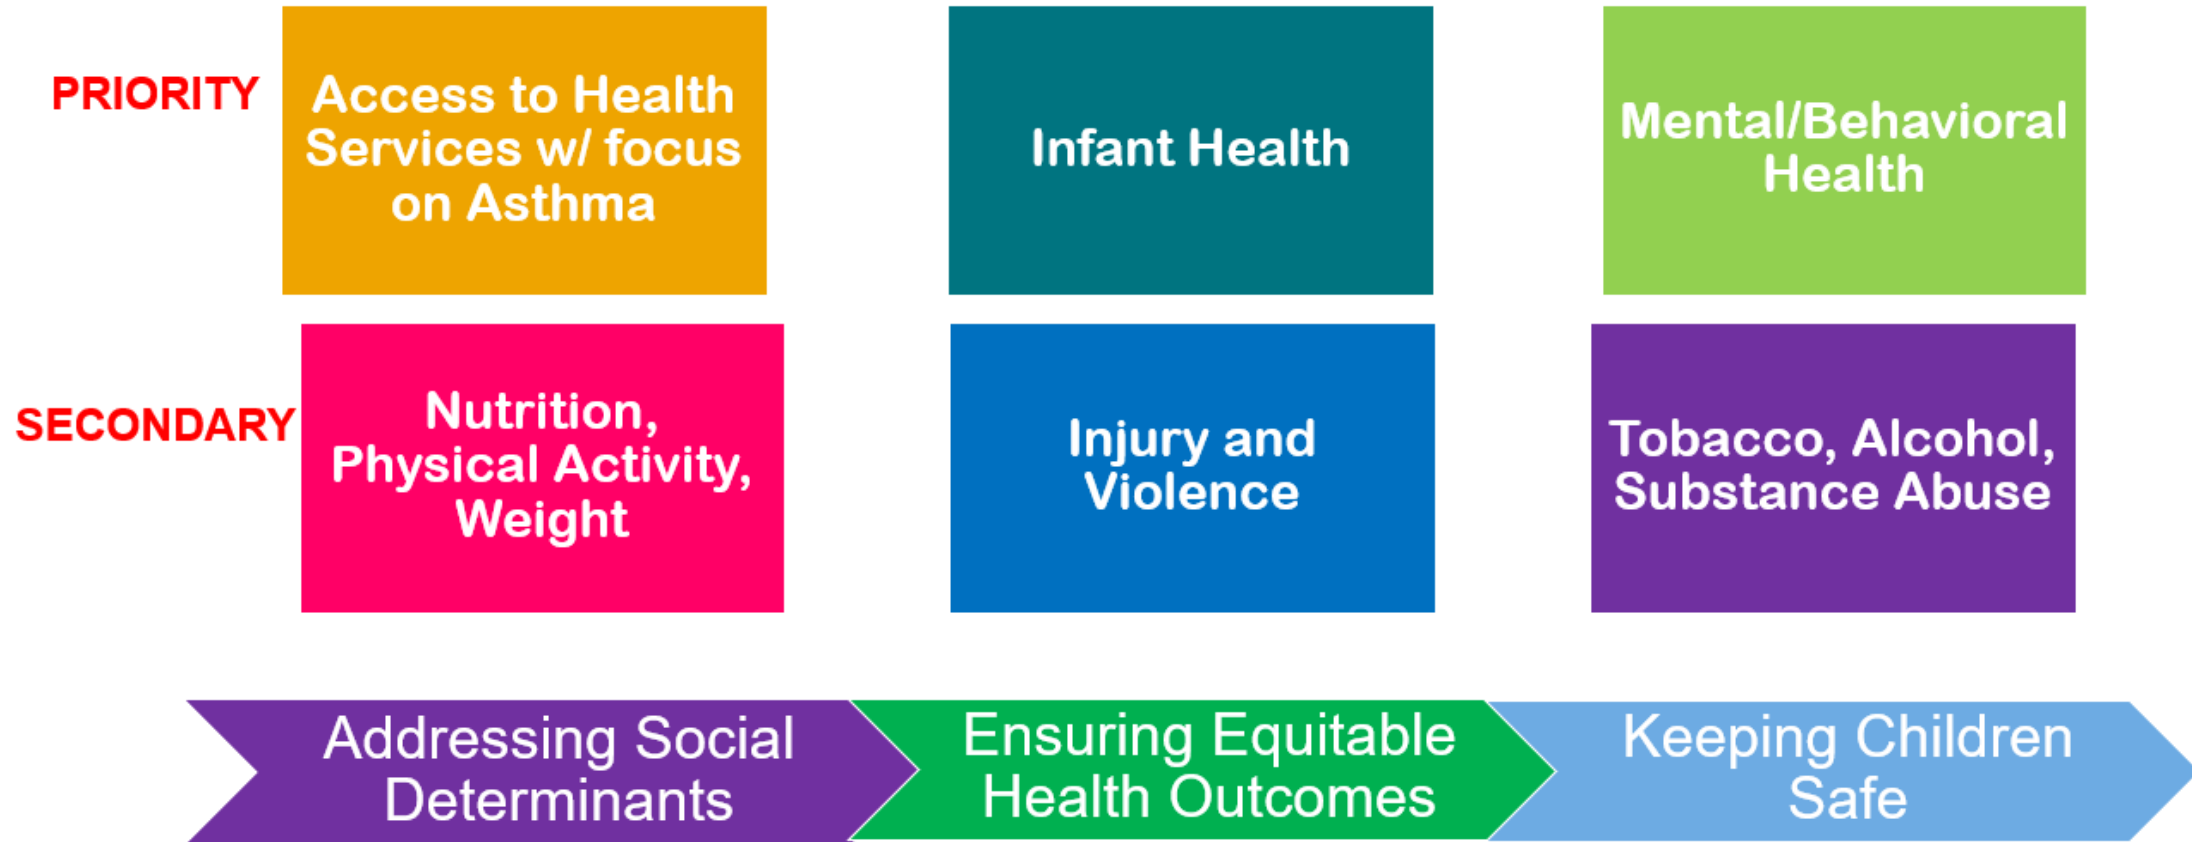 PRIORITY
Access to Health
Services w/ focus
on Asthma
Infant Health
Mental/Behavioral
Health
SECONDARY
Nutrition,
Physical Activity,
Weight
Injury and
Violence
Tobacco, Alcohol,
Substance Abuse
Addressing Social
Determinants
Ensuring Equitable
Health Outcomes
Keeping Children
Safe